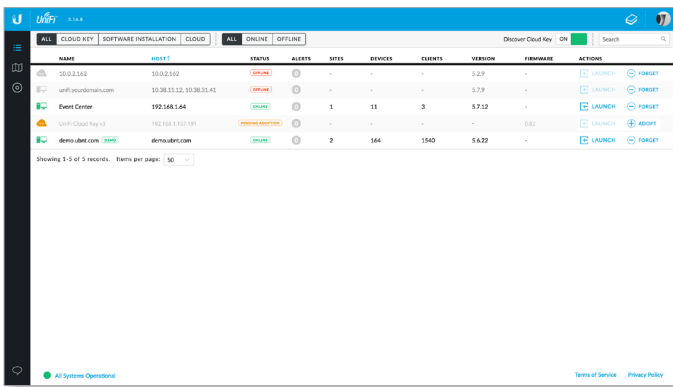 UniFi 5.16.8
ALL CLOUD KEY SOFTWARE INSTALLATION CLOUD ALL ONLINE OFFLINE Discover Cloud Key ON Search
NAME HOST↑ STATUS ALERTS SITES DEVICES CLIENTS VERSION FIRMWARE ACTIONS
10.0.2.162 10.0.2.162 OFFLINE 0 - - - 5.2.9 - LAUNCH FORGET
unifi.yourdomain.com 10.38.11.12, 10.38.31.41 OFFLINE 0 - - - 5.7.9 - LAUNCH FORGET
Event Center 192.168.1.64 ONLINE 0 1 11 3 5.7.12 - LAUNCH FORGET
UniFi Cloud Key v3 PENDING ADOPTION 0 - - - - 0.82 LAUNCH ADOPT
demo.ubnt.com DEMO demo.ubnt.com ONLINE 0 2 164 1540 5.6.22 - LAUNCH FORGET
Showing 1-5 of 5 records. Items per page: 50
All Systems Operational Terms of Service Privacy Policy